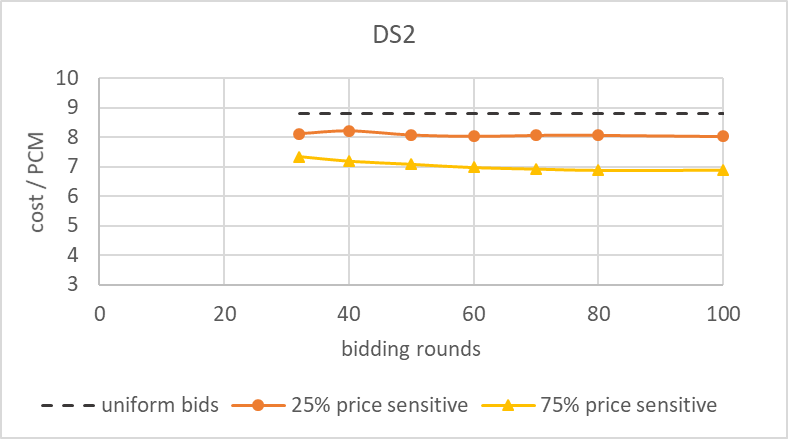 DS2
10
9
8
7
6
5
4
3
cost / PCM
0 20 40 60 80 100
bidding rounds
uniform bids 25% price sensitive 75% price sensitive